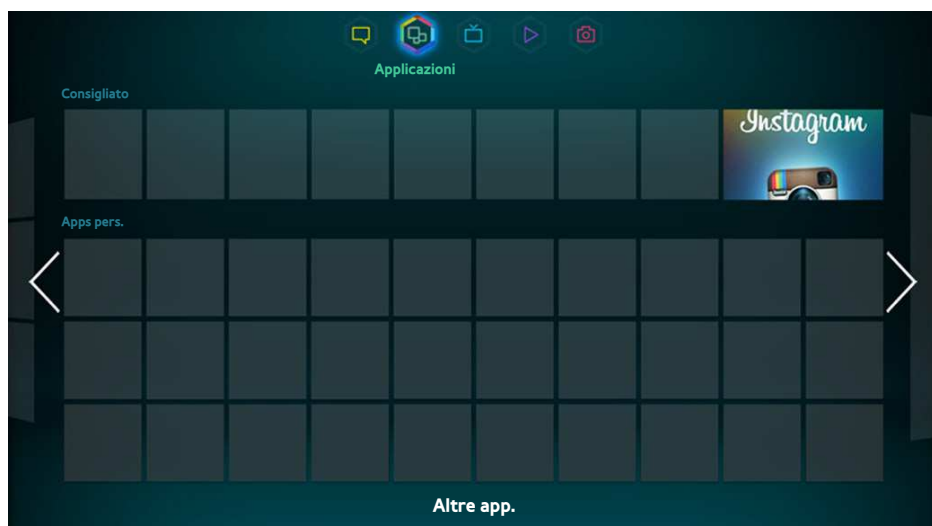 Applicazioni
Consigliato
Instagram
Apps pers.
Altre app.